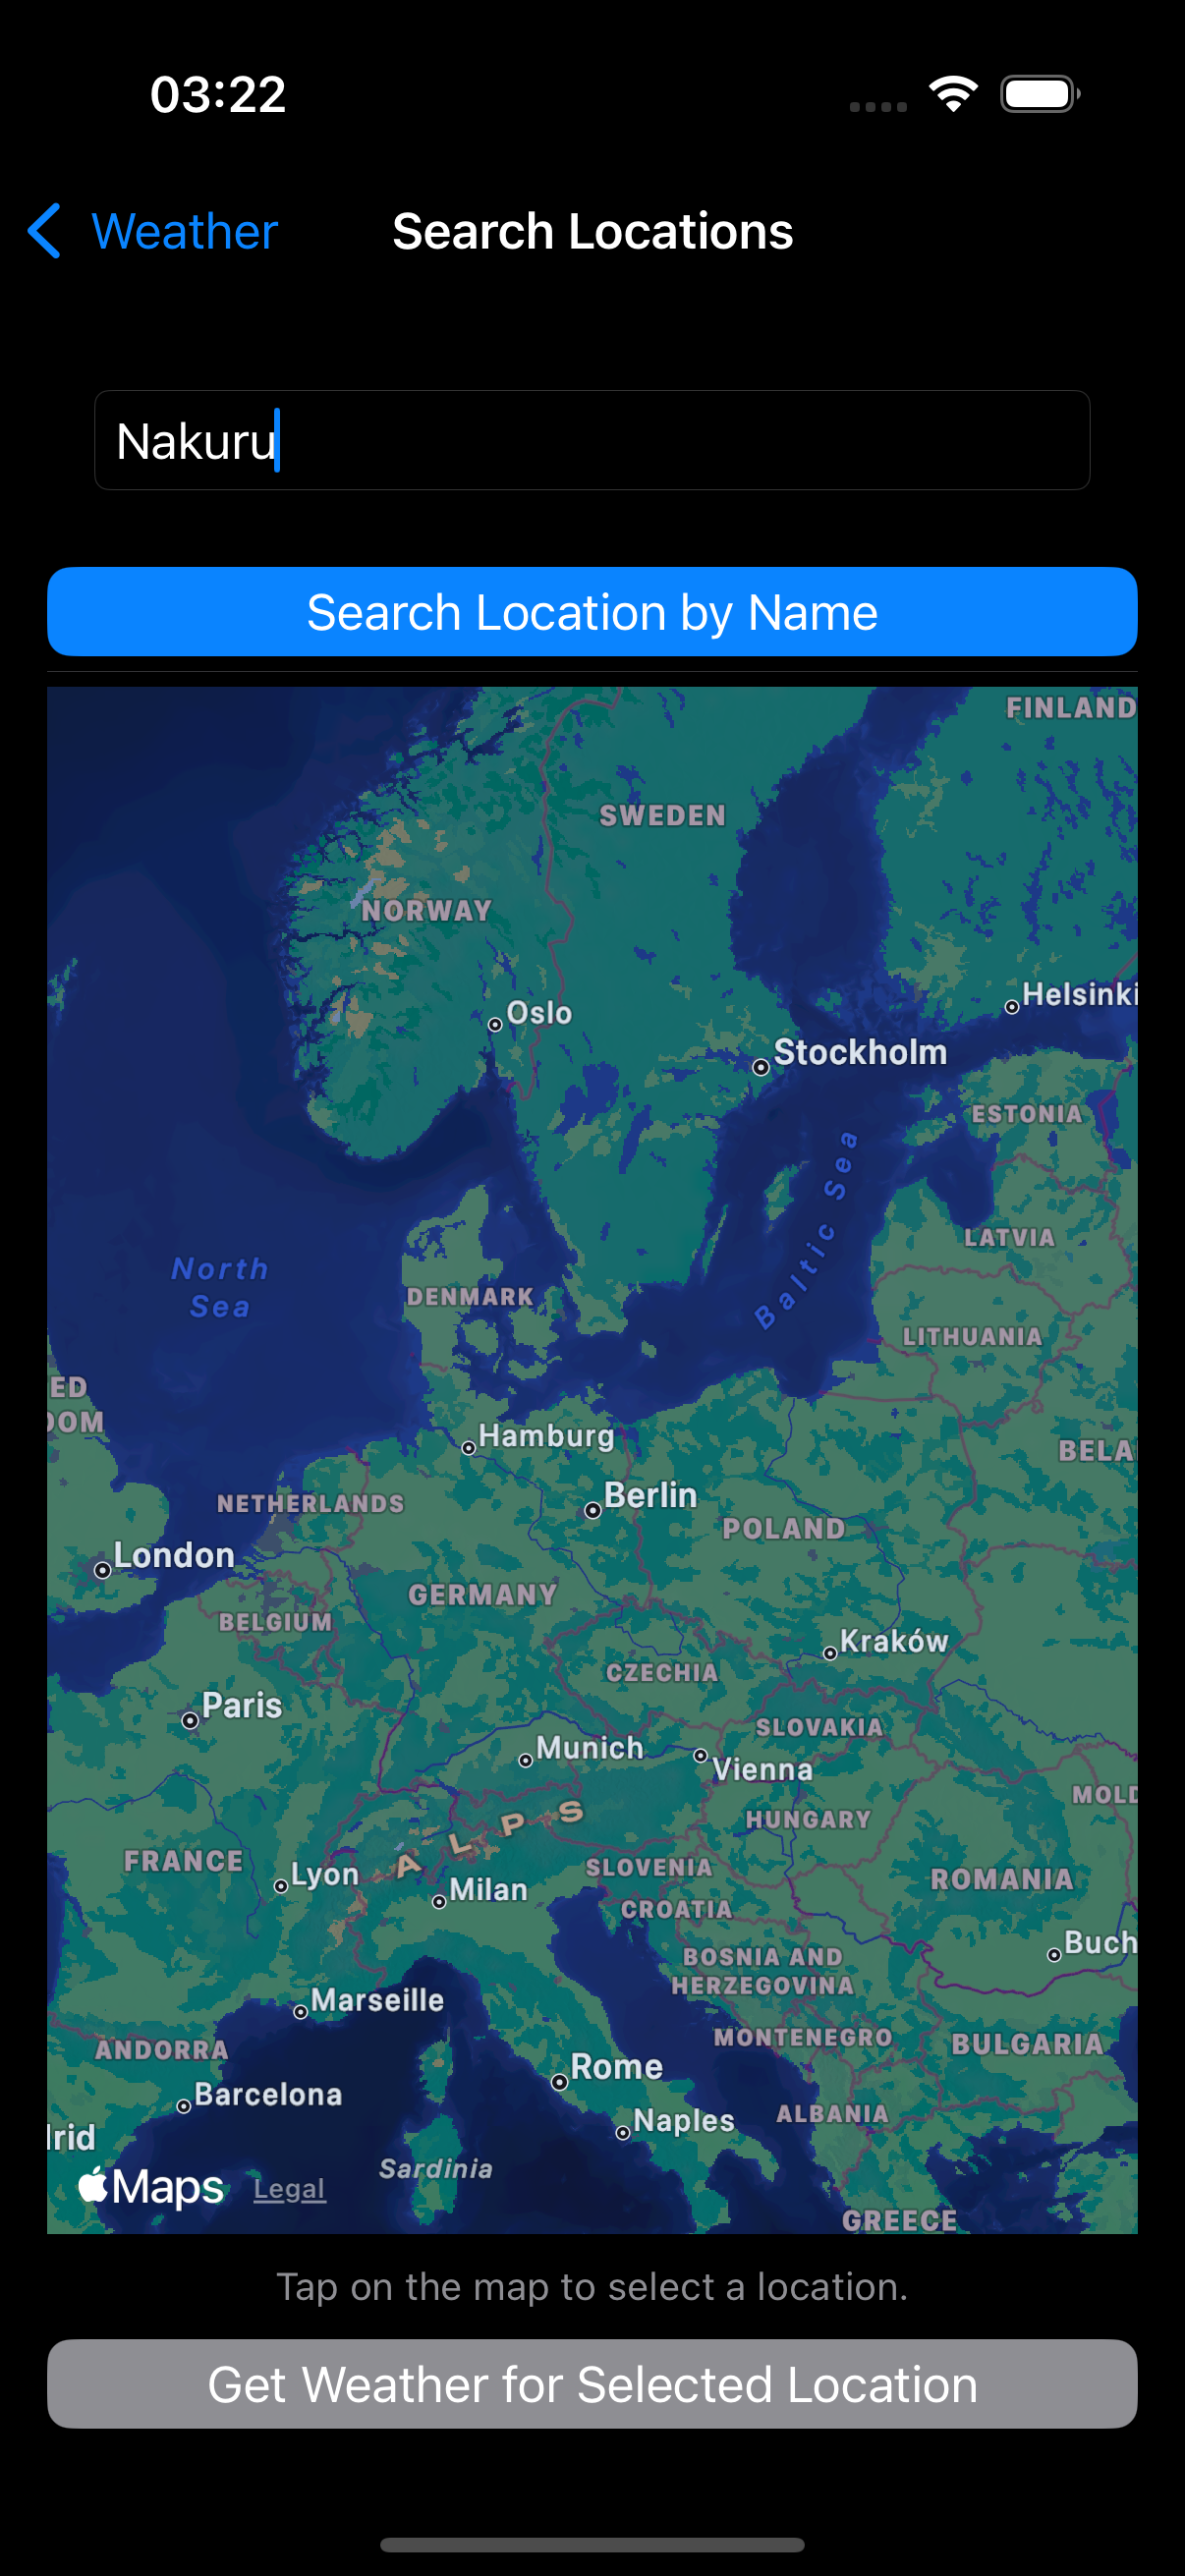 03:22
Weather
Search Locations
Nakuru
Search Location by Name
FINLAND
SWEDEN
NORWAY
Helsinki
Oslo
Stockholm
ESTONIA
Baltic Sea
LATVIA
North
Sea
DENMARK
LITHUANIA
ED
DOM
Hamburg
BELA
Berlin
NETHERLANDS
POLAND
London
GERMANY
BELGIUM
Kraków
CZECHIA
Paris
SLOVAKIA
Munich
Vienna
MOLD
ALPS
HUNGARY
FRANCE
Lyon
SLOVENIA
ROMANIA
Milan
CROATIA
Buch
BOSNIA AND
HERZEGOVINA
Marseille
MONTENEGRO
BULGARIA
ANDORRA
Rome
Barcelona
ALBANIA
Naples
rid
Sardinia
Maps
Legal
GREECE
Tap on the map to select a location.
Get Weather for Selected Location